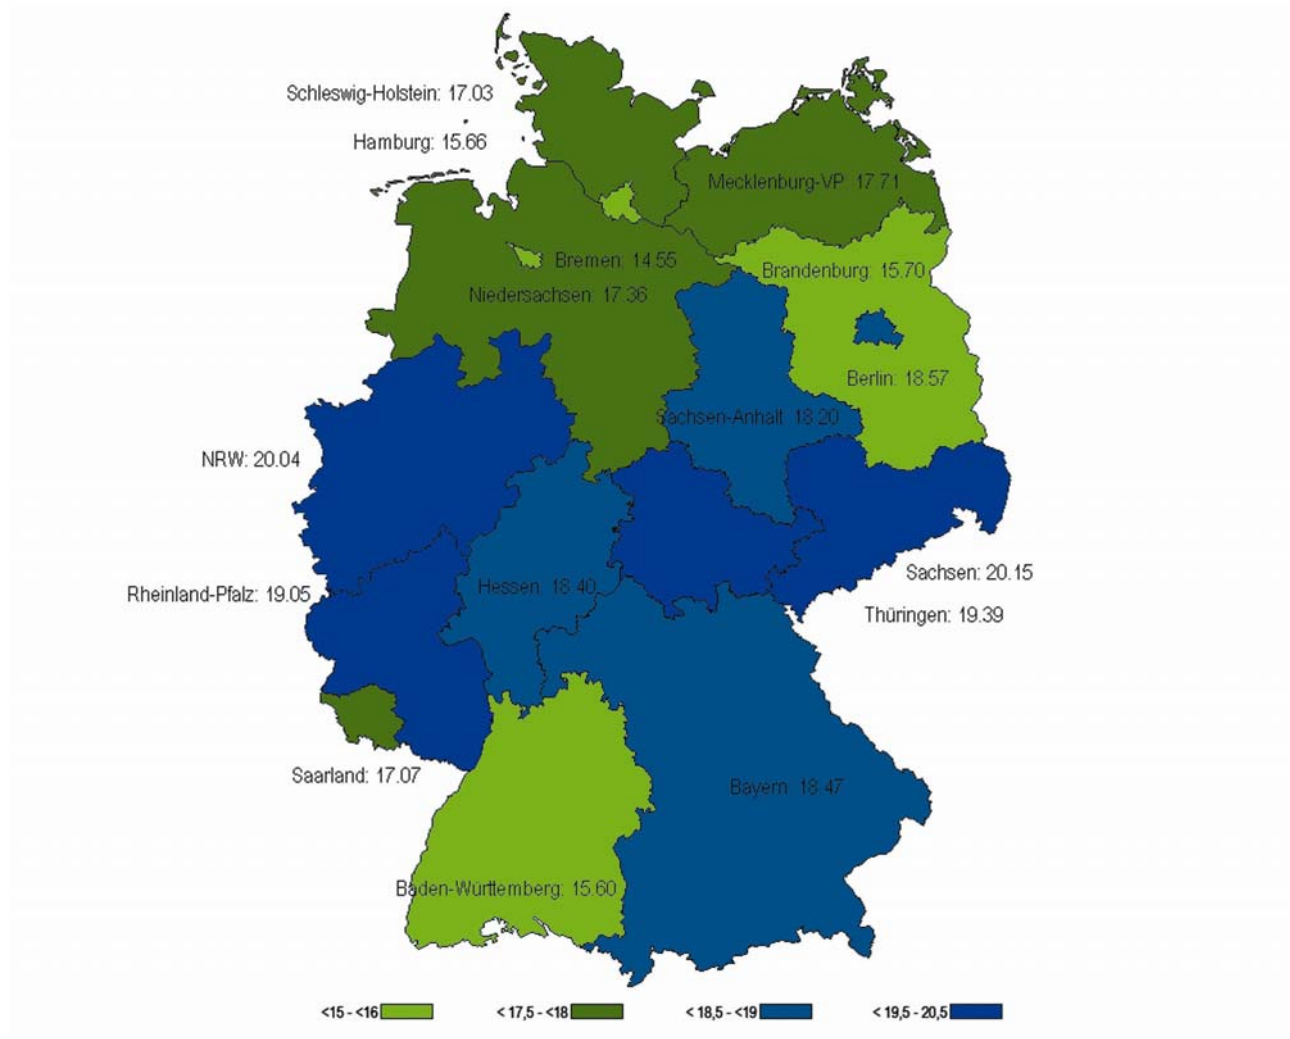 Schleswig-Holstein: 17.03
Hamburg: 15.66
Mecklenburg-VP: 17.71
Bremen: 14.55
Brandenburg: 15.70
Niedersachsen: 17.36
Berlin: 18.57
Sachsen-Anhalt: 18.20
NRW: 20.04
Sachsen: 20.15
Hessen: 18.40
Rheinland-Pfalz: 19.05
Thüringen: 19.39
Saarland: 17.07
Bayern: 18.47
Baden-Württemberg: 15.60
<15 - <16
< 17,5 - <18
< 18,5 - <19
< 19,5 - 20,5